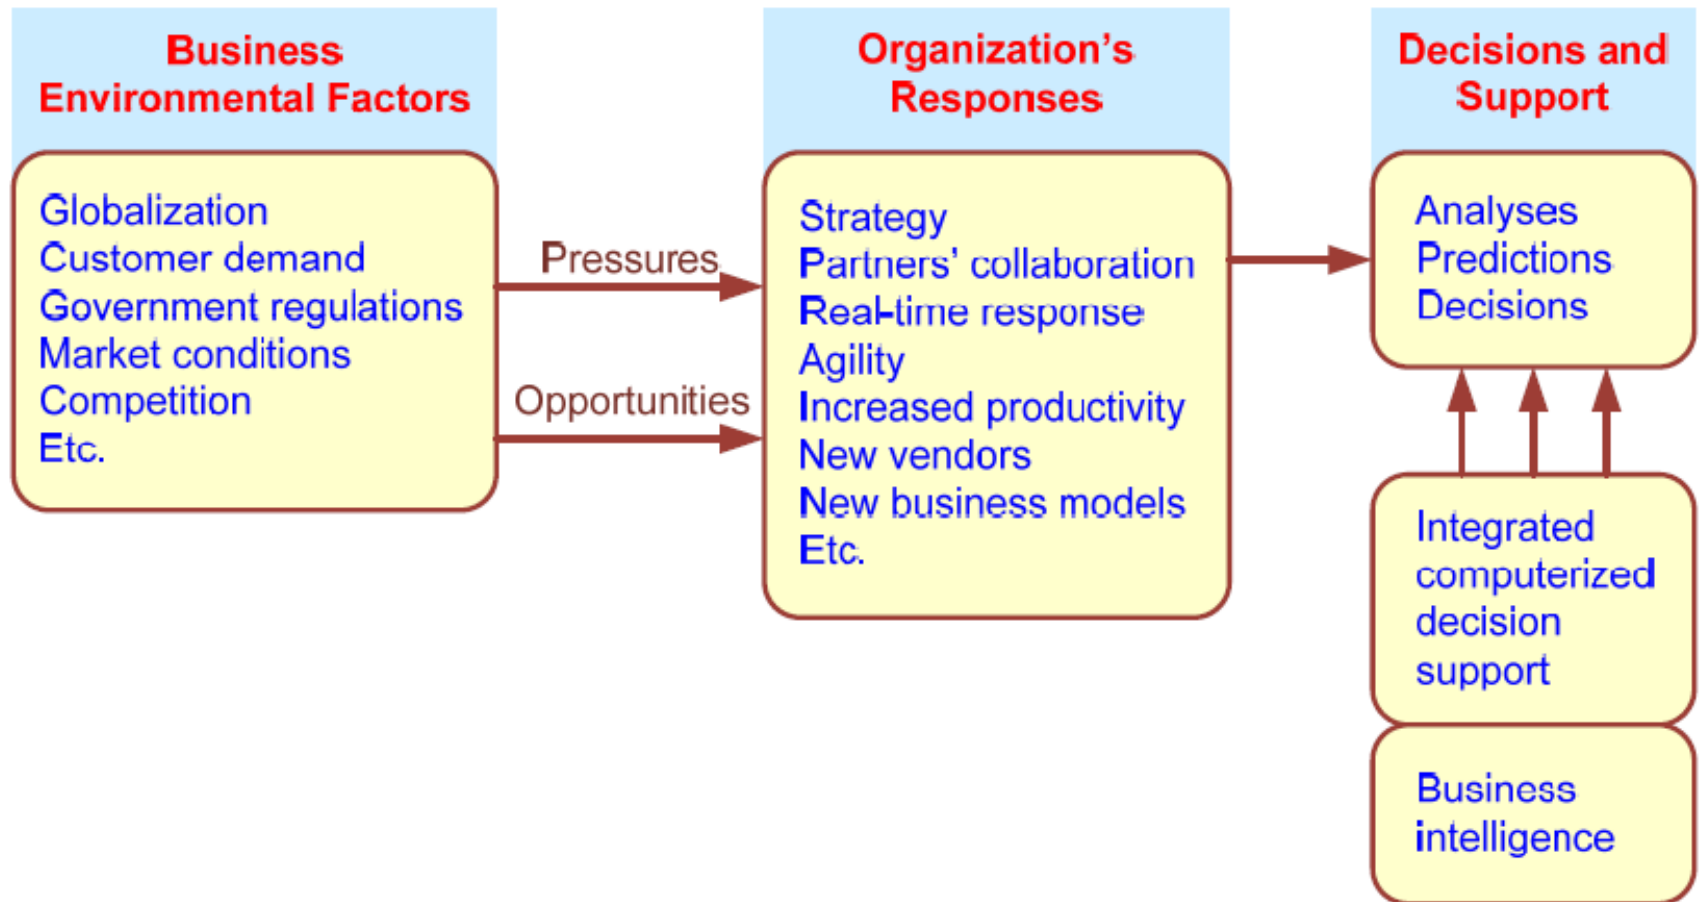 Business
Environmental Factors
Globalization
Customer demand
Government regulations
Market conditions
Competition
Etc.
Pressures
Opportunities
Organization's
Responses
Strategy
Partners' collaboration
Real-time response
Agility
Increased productivity
New vendors
New business models
Etc.
Decisions and
Support
Analyses
Predictions
Decisions
Integrated
computerized
decision
support
Business
intelligence